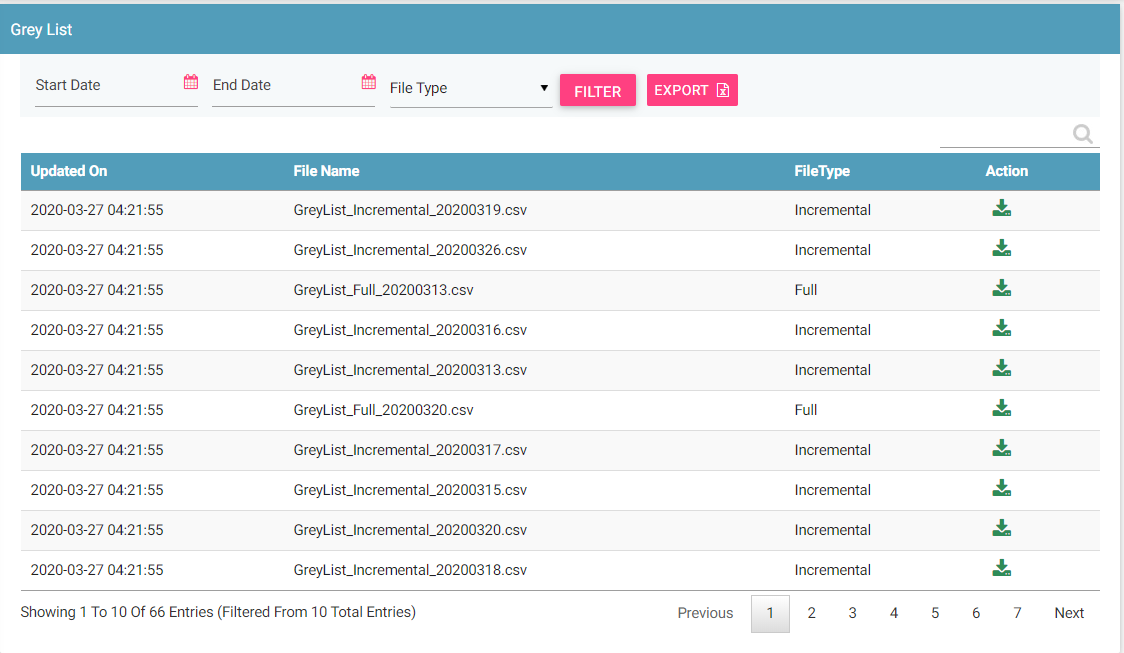 Grey List
Start Date End Date File Type FILTER EXPORT
Updated On File Name FileType Action
2020-03-27 04:21:55 GreyList_Incremental_20200319.csv Incremental
2020-03-27 04:21:55 GreyList_Incremental_20200326.csv Incremental
2020-03-27 04:21:55 GreyList_Full_20200313.csv Full
2020-03-27 04:21:55 GreyList_Incremental_20200316.csv Incremental
2020-03-27 04:21:55 GreyList_Incremental_20200313.csv Incremental
2020-03-27 04:21:55 GreyList_Full_20200320.csv Full
2020-03-27 04:21:55 GreyList_Incremental_20200317.csv Incremental
2020-03-27 04:21:55 GreyList_Incremental_20200315.csv Incremental
2020-03-27 04:21:55 GreyList_Incremental_20200320.csv Incremental
2020-03-27 04:21:55 GreyList_Incremental_20200318.csv Incremental
Showing 1 To 10 Of 66 Entries (Filtered From 10 Total Entries) Previous 1 2 3 4 5 6 7 Next